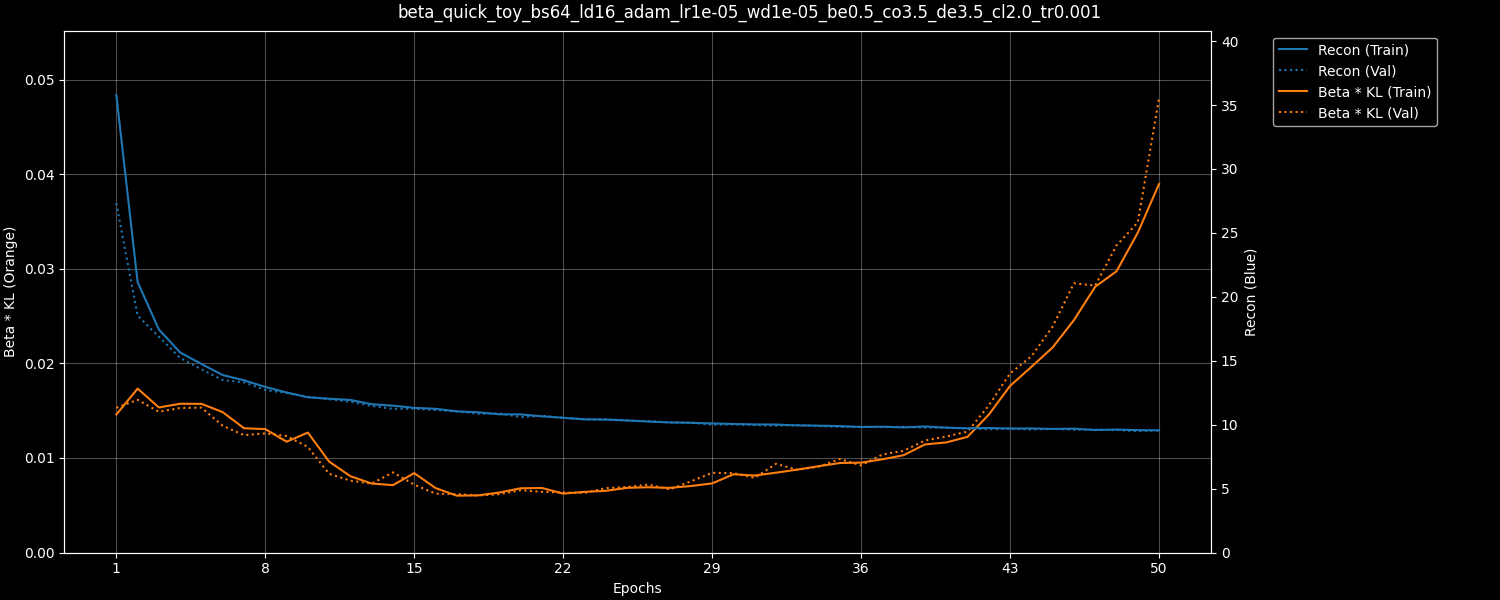 beta_quick_toy_bs64_ld16_adam_lr1e-05_wd1e-05_be0.5_co3.5_de3.5_cl2.0_tr0.001
Beta * KL (Orange)
0.05
0.04
0.03
0.02
0.01
0.00
1
8
15
22
29
36
43
50
Epochs
40
35
30
25
20
15
10
5
0
Recon (Blue)
Recon (Train)
Recon (Val)
Beta * KL (Train)
Beta * KL (Val)